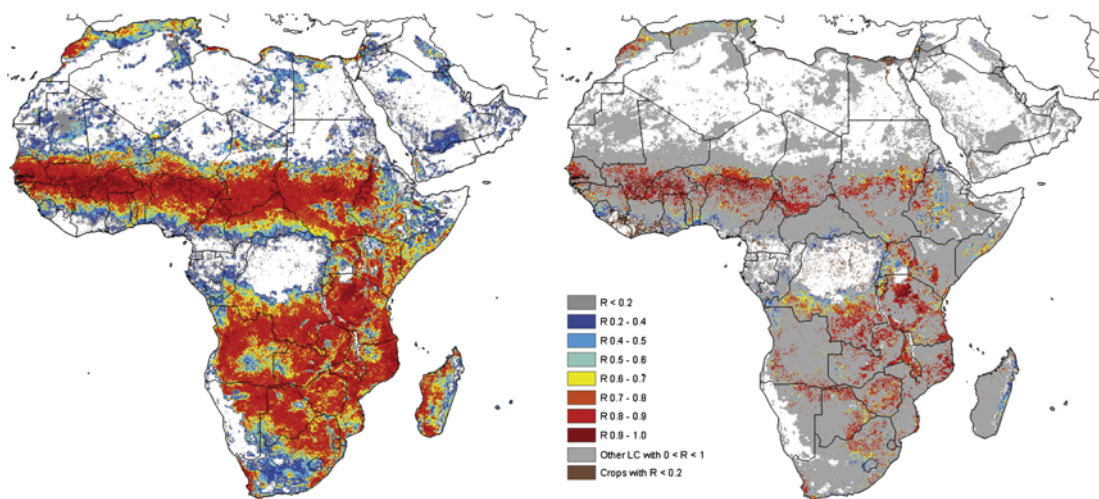 R < 0.2
R 0.2 - 0.4
R 0.4 - 0.5
R 0.5 - 0.6
R 0.6 - 0.7
R 0.7 - 0.8
R 0.8 - 0.9
R 0.9 - 1.0
Other LC with 0 < R < 1
Crops with R < 0.2